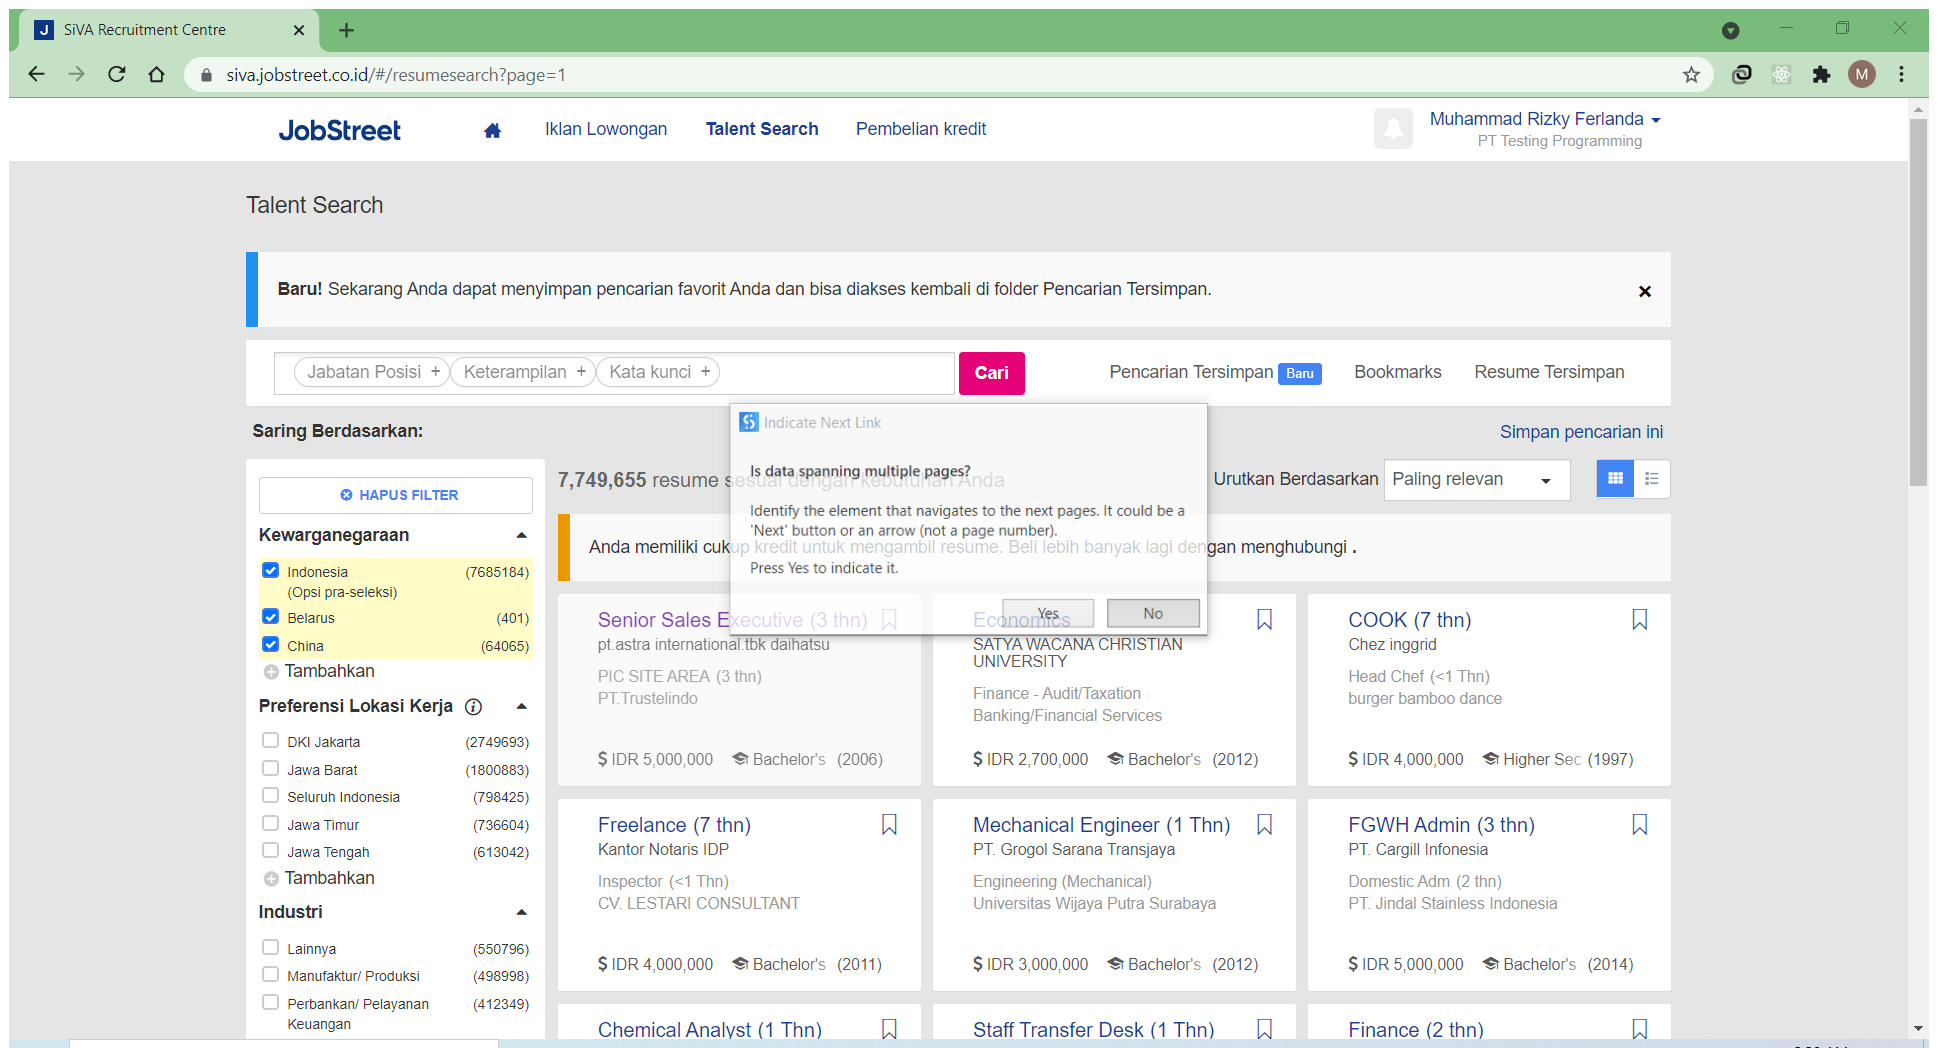 SiVA Recruitment Centre
siva.jobstreet.co.id/#/resumesearch?page=1
M
JobStreet
Iklan Lowongan
Talent Search
Pembelian kredit
Muhammad Rizky Ferlanda
PT Testing Programming
Talent Search
Baru! Sekarang Anda dapat menyimpan pencarian favorit Anda dan bisa diakses kembali di folder Pencarian Tersimpan.
Jabatan Posisi +
Keterampilan +
Kata kunci +
Cari
Pencarian Tersimpan Baru
Bookmarks
Resume Tersimpan
Saring Berdasarkan:
Simpan pencarian ini
HAPUS FILTER
Kewarganegaraan
Indonesia (7685184)
(Opsi pra-seleksi)
Belarus (401)
China (64065)
Tambahkan
Preferensi Lokasi Kerja
DKI Jakarta (2749693)
Jawa Barat (1800883)
Seluruh Indonesia (798425)
Jawa Timur (736604)
Jawa Tengah (613042)
Tambahkan
Industri
Lainnya (550796)
Manufaktur/ Produksi (498998)
Perbankan/ Pelayanan (412349)
Keuangan
7,749,655 resume sesuai dengan kebutuhan Anda
Urutkan Berdasarkan
Paling relevan
Anda memiliki cukup kredit untuk mengambil resume. Beli lebih banyak lagi dengan menghubungi .
Indicate Next Link
Is data spanning multiple pages?
Identify the element that navigates to the next pages. It could be a
'Next' button or an arrow (not a page number).
Press Yes to indicate it.
Yes
No
Senior Sales Executive (3 thn)
pt.astra international.tbk daihatsu
PIC SITE AREA (3 thn)
PT.Trustelindo
$ IDR 5,000,000 Bachelor's (2006)
Economics
SATYA WACANA CHRISTIAN
UNIVERSITY
Finance - Audit/Taxation
Banking/Financial Services
$ IDR 2,700,000 Bachelor's (2012)
COOK (7 thn)
Chez inggrid
Head Chef (<1 Thn)
burger bamboo dance
$ IDR 4,000,000 Higher Sec (1997)
Freelance (7 thn)
Kantor Notaris IDP
Inspector (<1 Thn)
CV. LESTARI CONSULTANT
$ IDR 4,000,000 Bachelor's (2011)
Mechanical Engineer (1 Thn)
PT. Grogol Sarana Transjaya
Engineering (Mechanical)
Universitas Wijaya Putra Surabaya
$ IDR 3,000,000 Bachelor's (2012)
FGWH Admin (3 thn)
PT. Cargill Infonesia
Domestic Adm (2 thn)
PT. Jindal Stainless Indonesia
$ IDR 5,000,000 Bachelor's (2014)
Chemical Analyst (1 Thn)
Staff Transfer Desk (1 Thn)
Finance (2 thn)